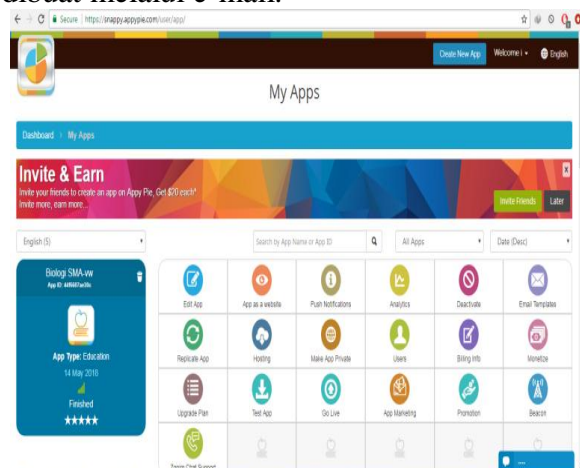 dibuat melalui e-mail.
Secure https://snappy.appypie.com/user/app/
Create New App Welcome i English
My Apps
Dashboard > My Apps
Invite & Earn
Invite your friends to create an app on Appy Pie, Get $20 each*
Invite more, earn more...
Invite Friends Later
English (5) Search by App Name or App ID All Apps Date (Desc)
Biologi SMA-vw
App ID:
App Type: Education
14 May 2018
Finished
Edit App App as a website Push Notifications Analytics Deactivate Email Templates
Replicate App Hosting Make App Private Users Billing Info Monetize
Upgrade Plan Test App Go Live App Marketing Promotion Beacon
Chat Support